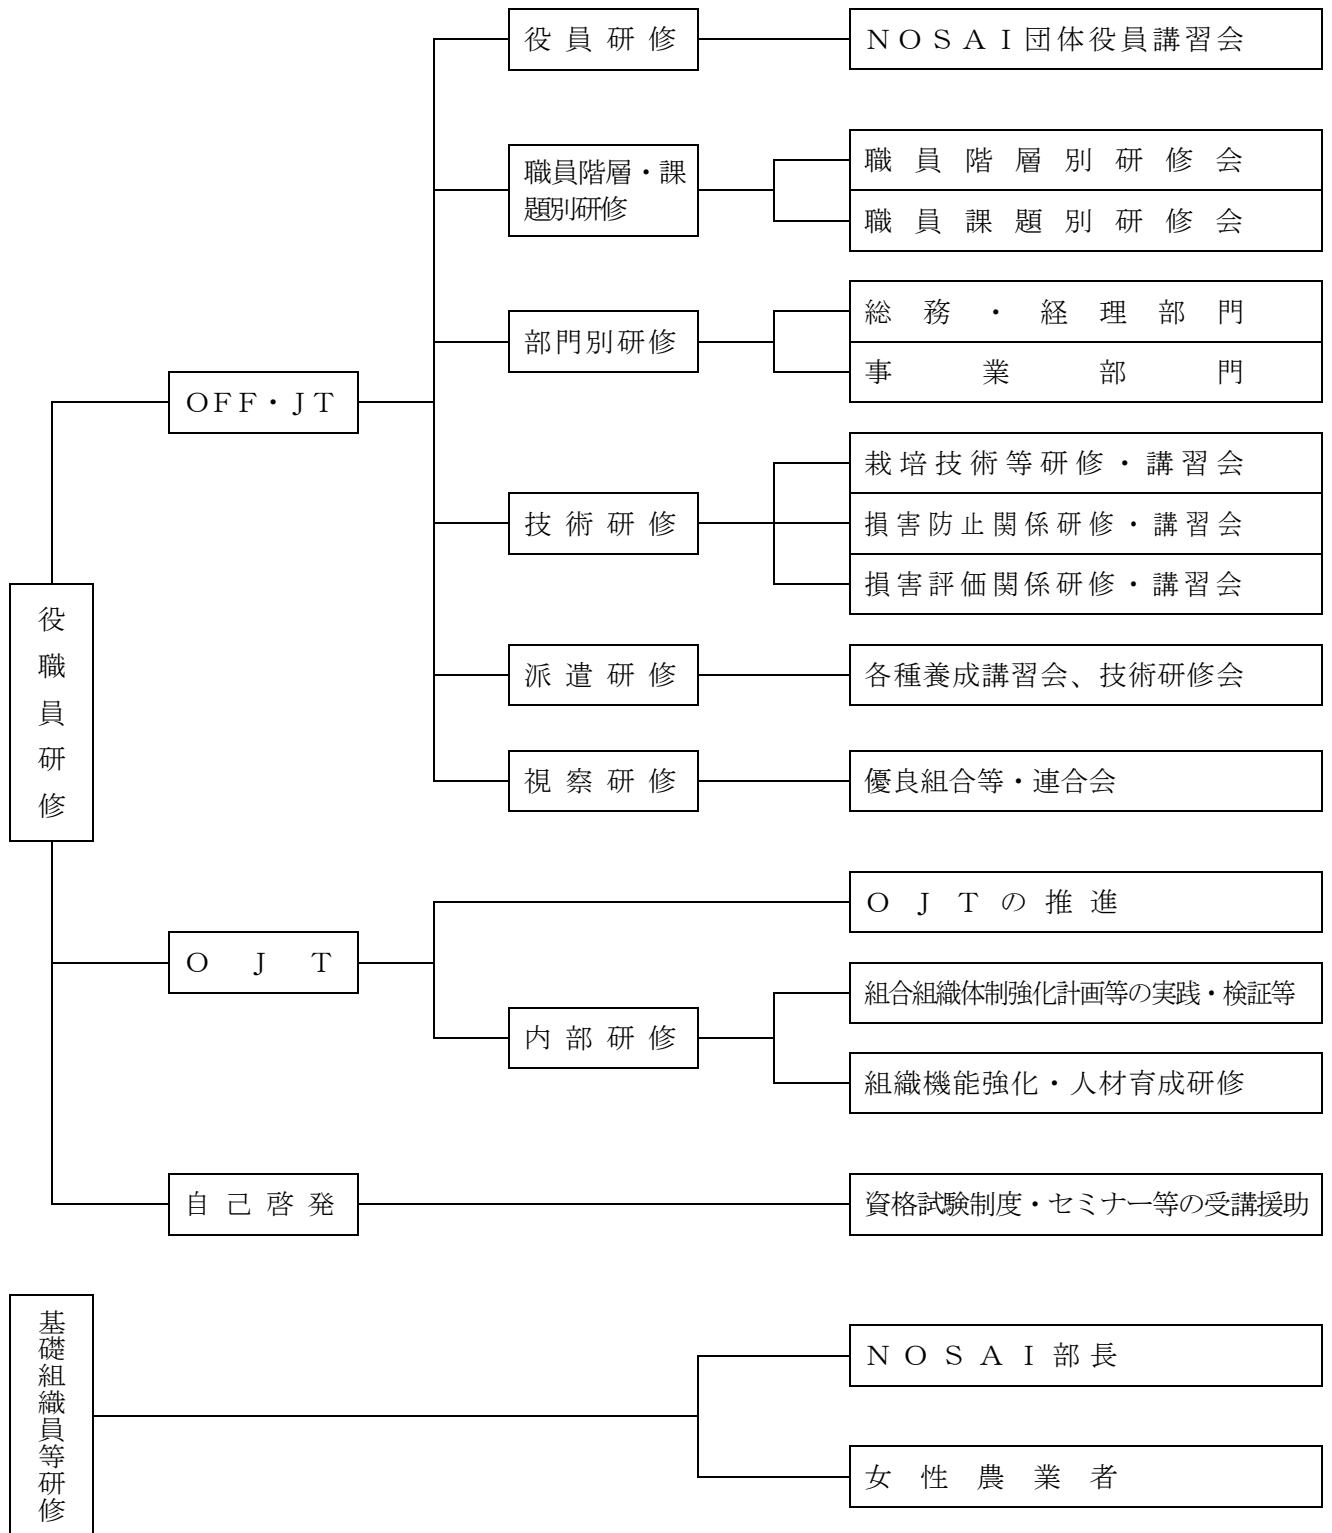 役員研修
NOSAI団体役員講習会
職員階層・課
題別研修
職員階層別研修会
職員課題別研修会
部門別研修
総務・経理部門
事業部門
OFF・JT
技術研修
栽培技術等研修・講習会
損害防止関係研修・講習会
損害評価関係研修・講習会
役職員研修
派遣研修
各種養成講習会、技術研修会
視察研修
優良組合等・連合会
OJT
OJTの推進
内部研修
組合組織体制強化計画等の実践・検証等
組織機能強化・人材育成研修
自己啓発
資格試験制度・セミナー等の受講援助
基礎組織員等研修
NOSAI部長
女性農業者